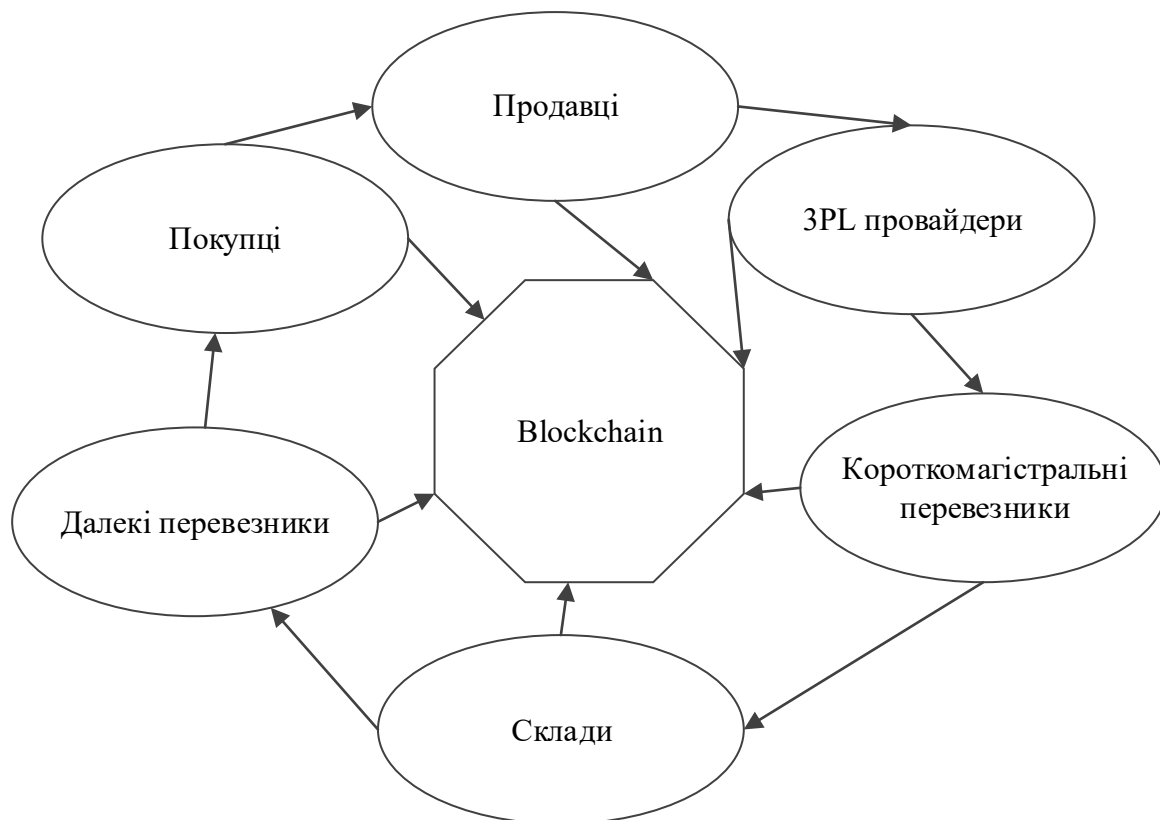 Продавці
3PL провайдери
Покупці
Blockchain
Короткомагістральні
перевезники
Далекі перевезники
Склади